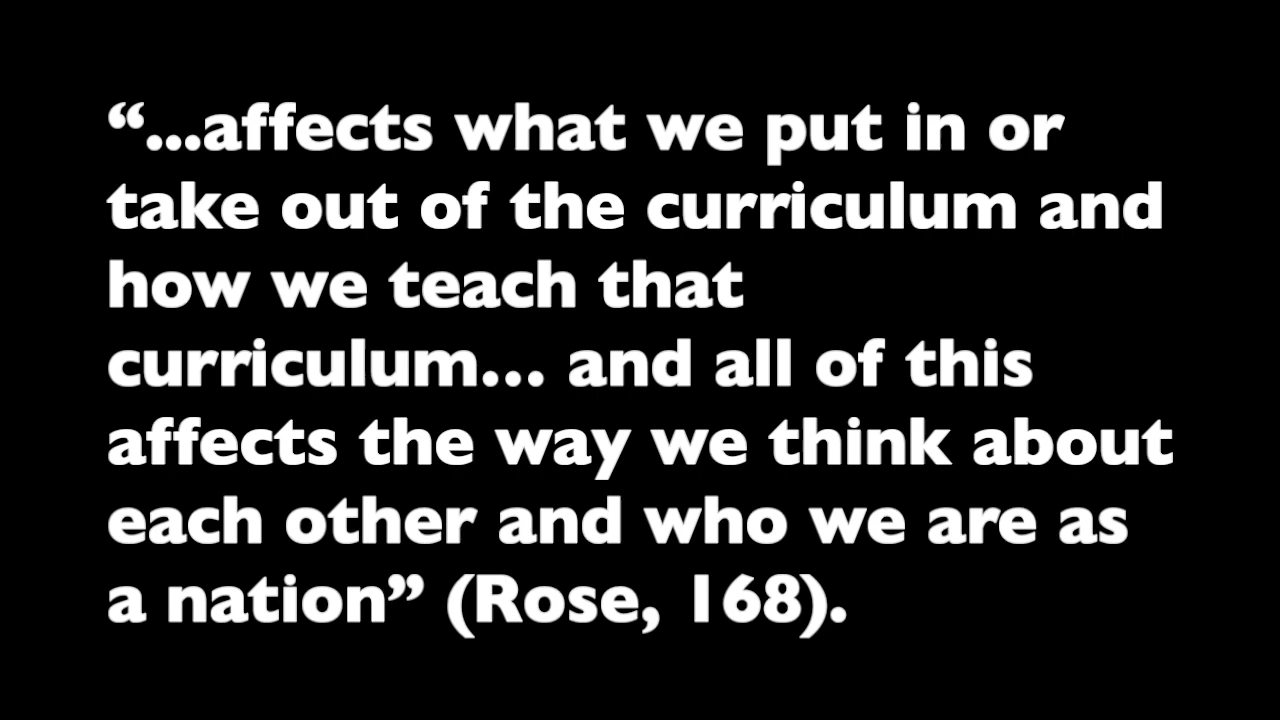 “...affects what we put in or
take out of the curriculum and
how we teach that
curriculum… and all of this
affects the way we think about
each other and who we are as
a nation” (Rose, 168).